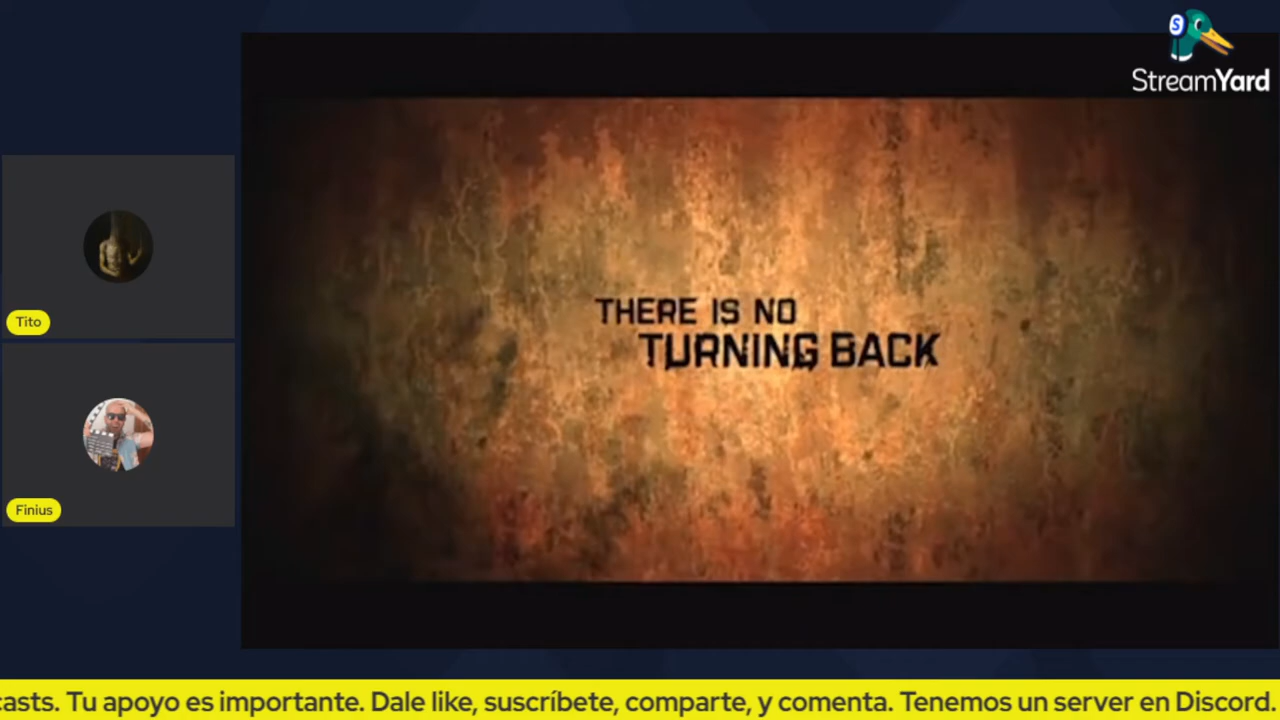 StreamYard
THERE IS NO
TURNING BACK
Tito
Finius
casts. Tu apoyo es importante. Dale like, suscríbete, comparte, y comenta. Tenemos un server en Discord.